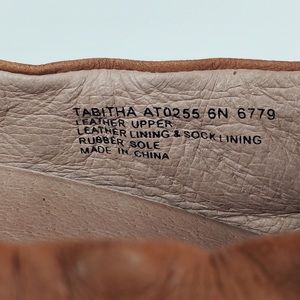 TABITHA AT0255 6N 6779
LEATHER UPPER
LEATHER LINING & SOCK LINING
RUBBER SOLE
MADE IN CHINA